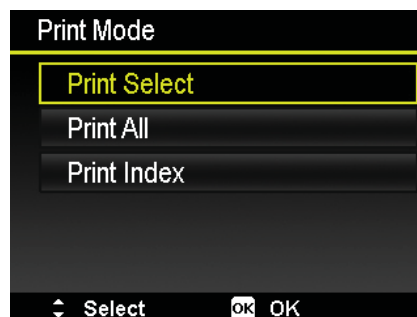 Print Mode
Print Select
Print All
Print Index
Select OK OK